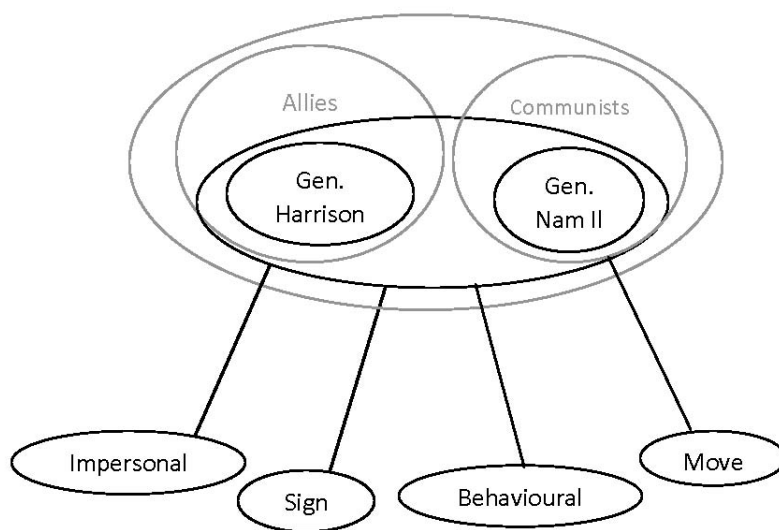 Allies
Communists
Gen.
Harrison
Gen.
Nam Il
Impersonal
Sign
Behavioural
Move